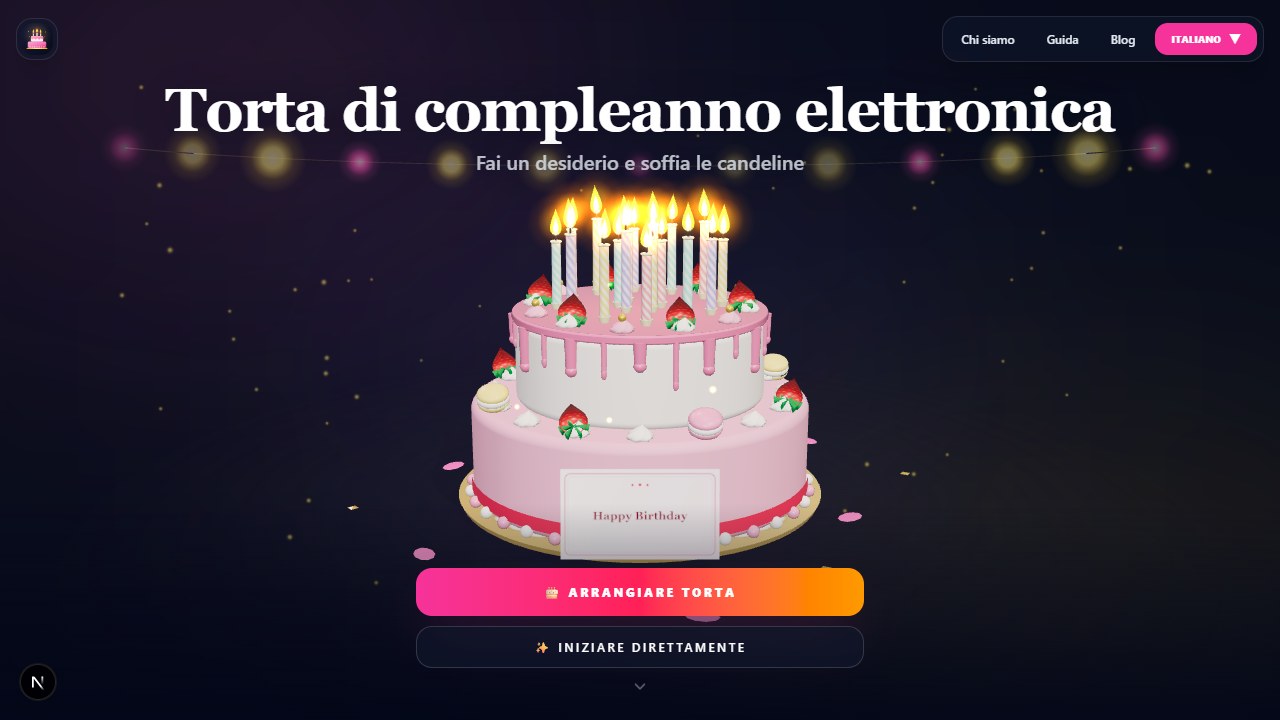 Chi siamo
Guida
Blog
ITALIANO ▼
Torta di compleanno elettronica
Fai un desiderio e soffia le candeline
Happy Birthday
🎂 ARRANGIARE TORTA
✨ INIZIARE DIRETTAMENTE
N